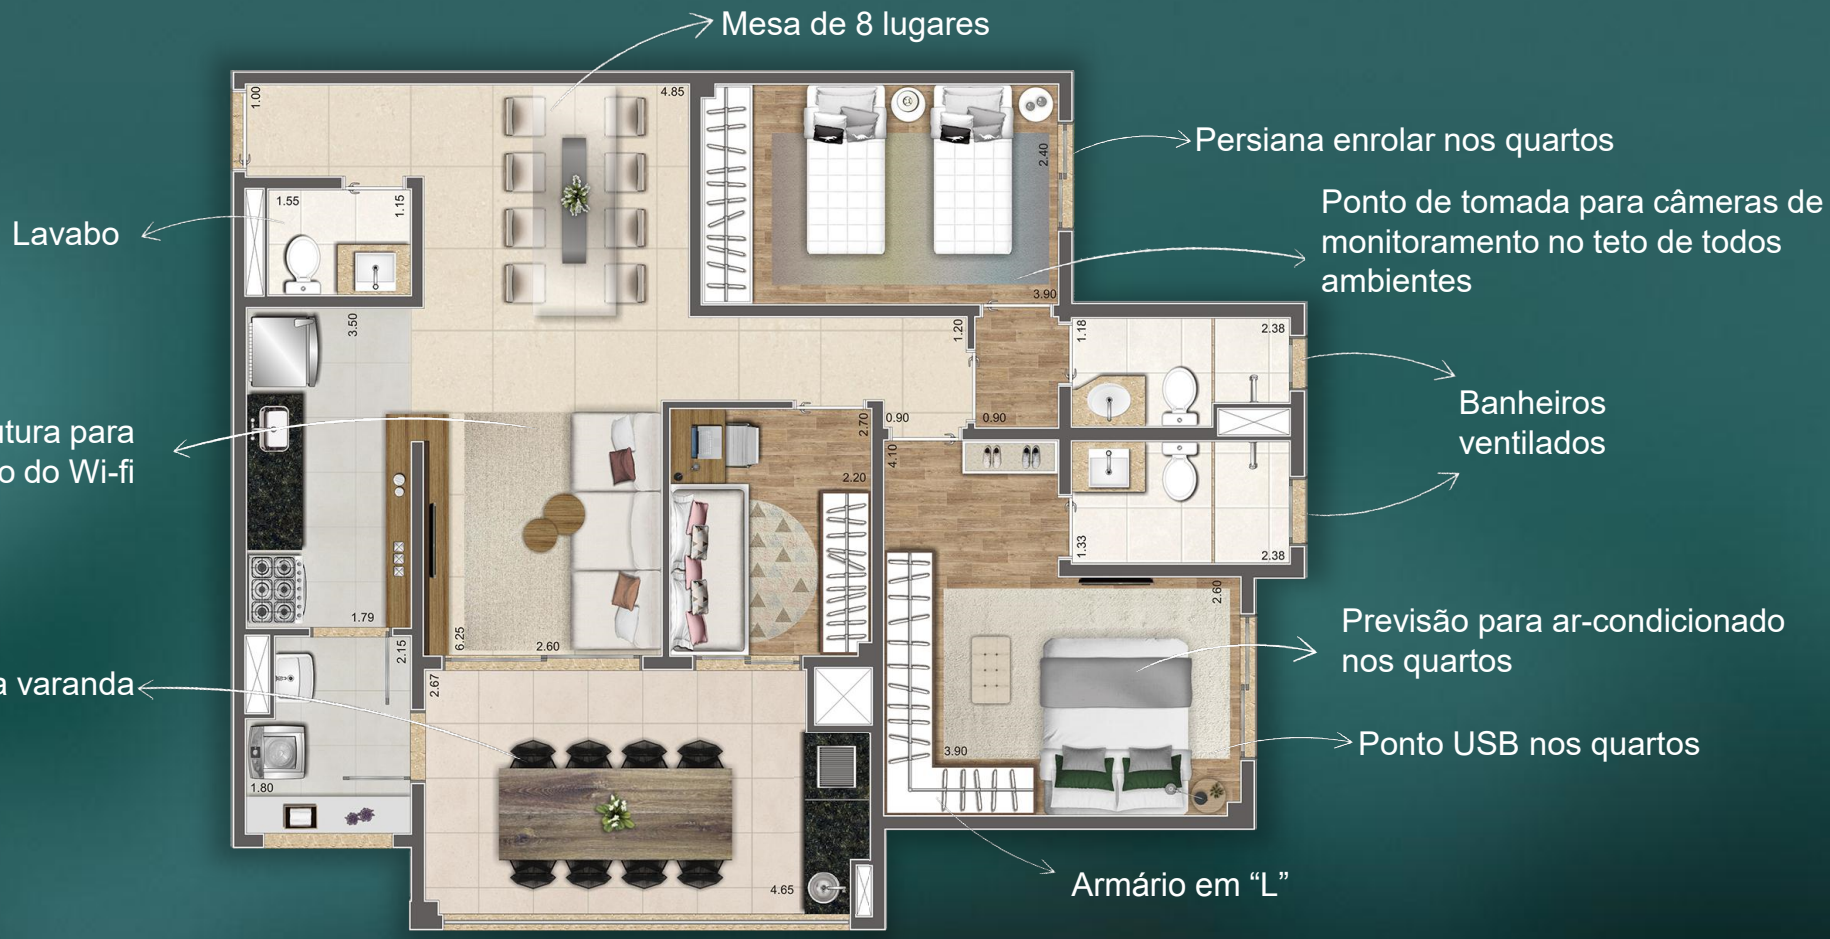 Mesa de 8 lugares
1.00
4.85
Persiana enrolar nos quartos
2.40
Ponto de tomada para câmeras de
monitoramento no teto de todos
ambientes
Lavabo
1.55
1.15
3.90
3.50
1.20
1.18
2.38
Banheiros
ventilados
utura para
o do Wi-fi
2.70
0.90
0.90
4.10
2.20
1.33
2.38
1.79
2.15
6.25
2.60
2.60
Previsão para ar-condicionado
nos quartos
a varanda
2.67
3.90
Ponto USB nos quartos
1.80
4.65
Armário em “L”